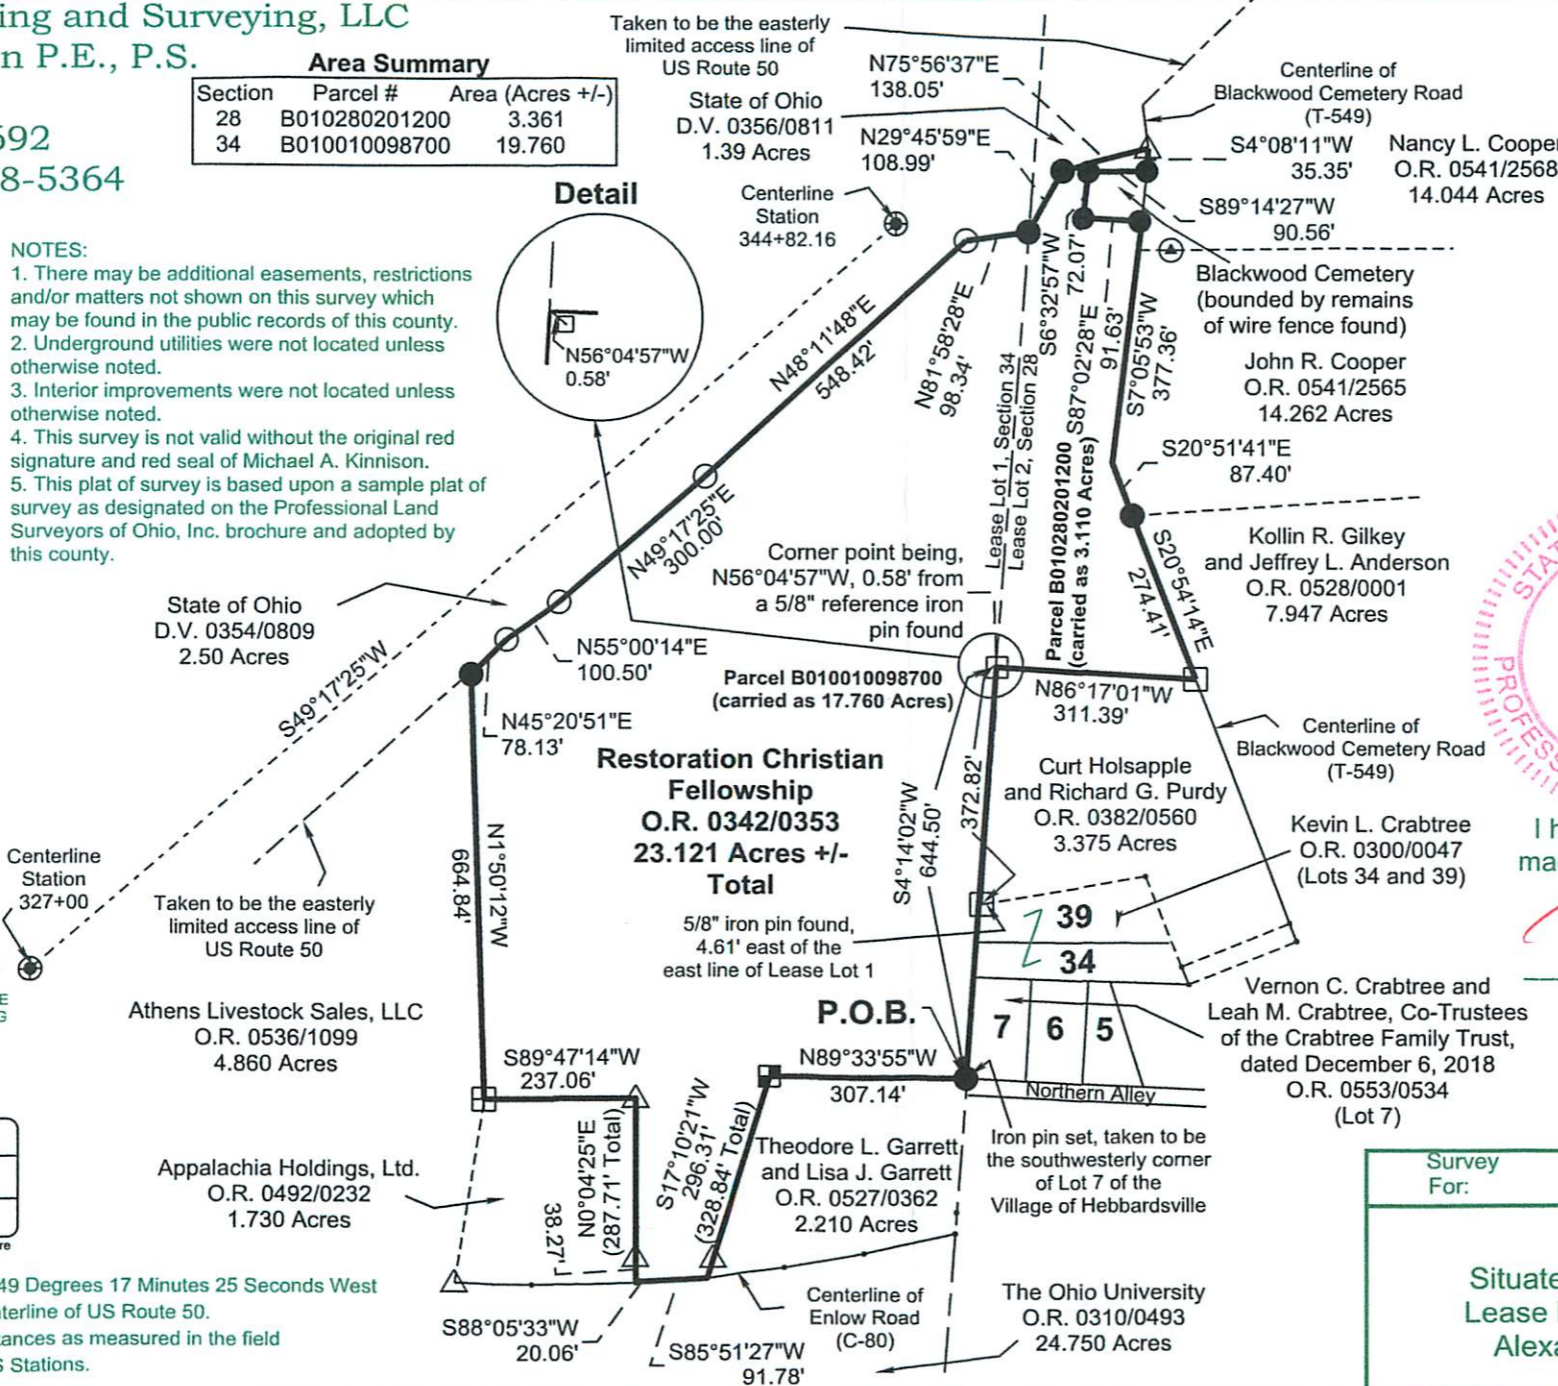 ing and Surveying, LLC
n P.E., P.S.
592
8-5364
Area Summary
Section Parcel # Area (Acres +/-)
28 B010280201200 3.361
34 B010010098700 19.760
NOTES:
1. There may be additional easements, restrictions
and/or matters not shown on this survey which
may be found in the public records of this county.
2. Underground utilities were not located unless
otherwise noted.
3. Interior improvements were not located unless
otherwise noted.
4. This survey is not valid without the original red
signature and red seal of Michael A. Kinnison.
5. This plat of survey is based upon a sample plat of
survey as designated on the Professional Land
Surveyors of Ohio, Inc. brochure and adopted by
this county.
Detail
N56°04'57"W
0.58'
Taken to be the easterly
limited access line of
US Route 50
State of Ohio
D.V. 0356/0811
1.39 Acres
Centerline
Station
344+82.16
N75°56'37"E
138.05'
N29°45'59"E
108.99'
Centerline of
Blackwood Cemetery Road
(T-549)
S4°08'11"W
35.35'
Nancy L. Cooper
O.R. 0541/2568
14.044 Acres
S89°14'27"W
90.56'
Blackwood Cemetery
(bounded by remains
of wire fence found)
John R. Cooper
O.R. 0541/2565
14.262 Acres
N48°11'48"E
548.42'
N81°58'28"E
98.34'
Lease Lot 1, Section 34
Lease Lot 2, Section 28
S6°32'57"W
72.07'
S87°02'28"E
91.63'
S7°05'53"W
377.36'
Parcel B010280201200
(carried as 3.110 Acres)
S20°51'41"E
87.40'
Kollin R. Gilkey
and Jeffrey L. Anderson
O.R. 0528/0001
7.947 Acres
S20°54'14"E
274.41'
N49°17'25"E
300.00'
Corner point being,
N56°04'57"W, 0.58' from
a 5/8" reference iron
pin found
State of Ohio
D.V. 0354/0809
2.50 Acres
S49°17'25"W
N55°00'14"E
100.50'
N45°20'51"E
78.13'
Parcel B010010098700
(carried as 17.760 Acres)
N86°17'01"W
311.39'
Centerline of
Blackwood Cemetery Road
(T-549)
Restoration Christian
Fellowship
O.R. 0342/0353
23.121 Acres +/-
Total
N1°50'12"W
664.84'
S4°14'02"W
644.50'
372.82'
Curt Holsapple
and Richard G. Purdy
O.R. 0382/0560
3.375 Acres
Kevin L. Crabtree
O.R. 0300/0047
(Lots 34 and 39)
Centerline
Station
327+00
Taken to be the easterly
limited access line of
US Route 50
5/8" iron pin found,
4.61' east of the
east line of Lease Lot 1
39
34
7 6 5
Northern Alley
Vernon C. Crabtree and
Leah M. Crabtree, Co-Trustees
of the Crabtree Family Trust,
dated December 6, 2018
O.R. 0553/0534
(Lot 7)
Athens Livestock Sales, LLC
O.R. 0536/1099
4.860 Acres
P.O.B.
S89°47'14"W
237.06'
N89°33'55"W
307.14'
N0°04'25"E
(287.71' Total)
38.27'
S17°10'21"W
296.31'
(328.84' Total)
Theodore L. Garrett
and Lisa J. Garrett
O.R. 0527/0362
2.210 Acres
Iron pin set, taken to be
the southwesterly corner
of Lot 7 of the
Village of Hebbardsville
Appalachia Holdings, Ltd.
O.R. 0492/0232
1.730 Acres
S88°05'33"W
20.06'
S85°51'27"W
91.78'
Centerline of
Enlow Road
(C-80)
The Ohio University
O.R. 0310/0493
24.750 Acres
E
G
re
49 Degrees 17 Minutes 25 Seconds West
nterline of US Route 50.
tances as measured in the field
S Stations.
STAT
PROFESS
I h
ma
Survey
For:
Situate
Lease
Alexa